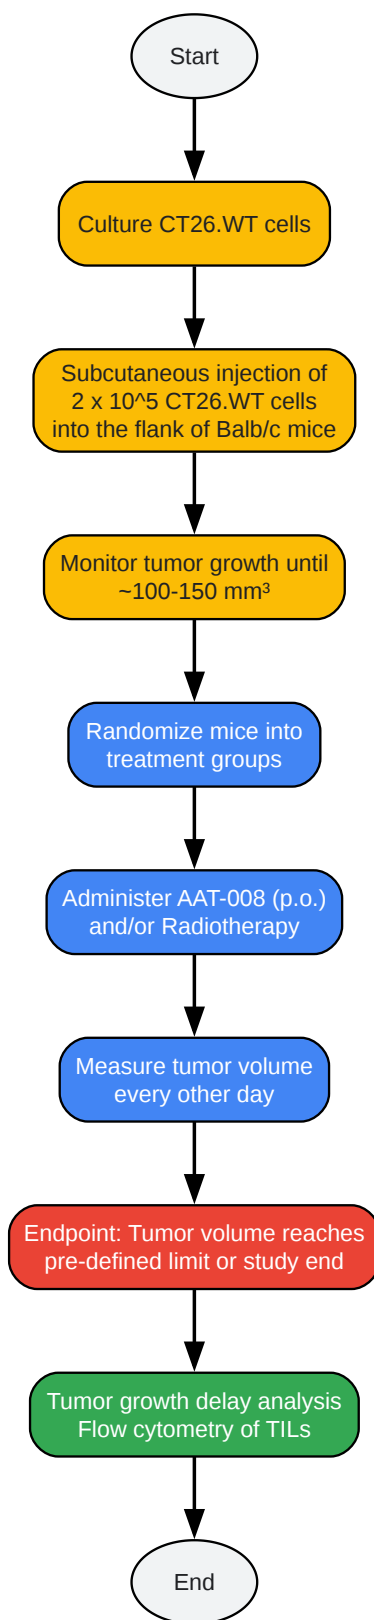 Start
Culture CT26.WT cells
Subcutaneous injection of
2 x 10^5 CT26.WT cells
into the flank of Balb/c mice
Monitor tumor growth until
~100-150 mm³
Randomize mice into
treatment groups
Administer AAT-008 (p.o.)
and/or Radiotherapy
Measure tumor volume
every other day
Endpoint: Tumor volume reaches
pre-defined limit or study end
Tumor growth delay analysis
Flow cytometry of TILs
End